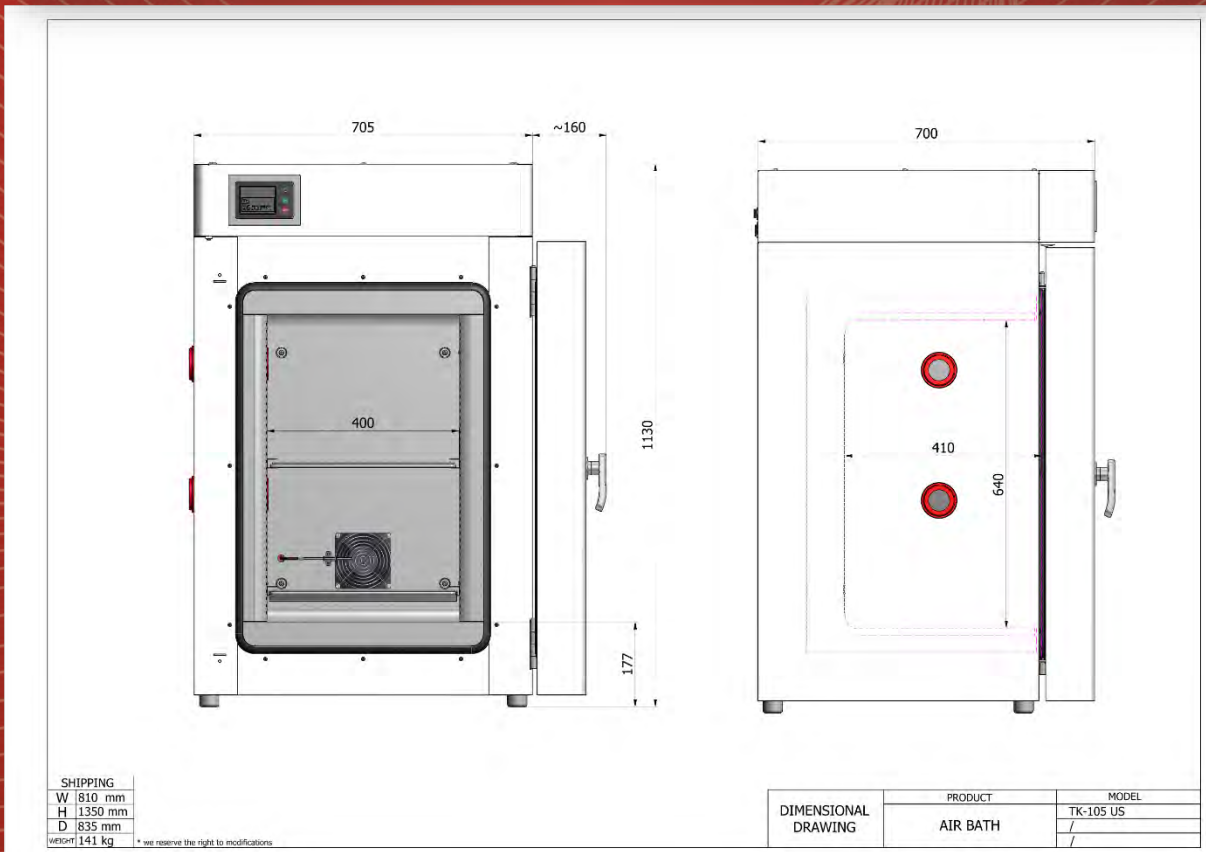 705
~160
700
400
1130
410
640
177
SHIPPING
W 810 mm
H 1350 mm
D 835 mm
WEIGHT 141 kg
* we reserve the right to modifications
DIMENSIONAL
DRAWING
PRODUCT
AIR BATH
MODEL
TK-105 US
/
/